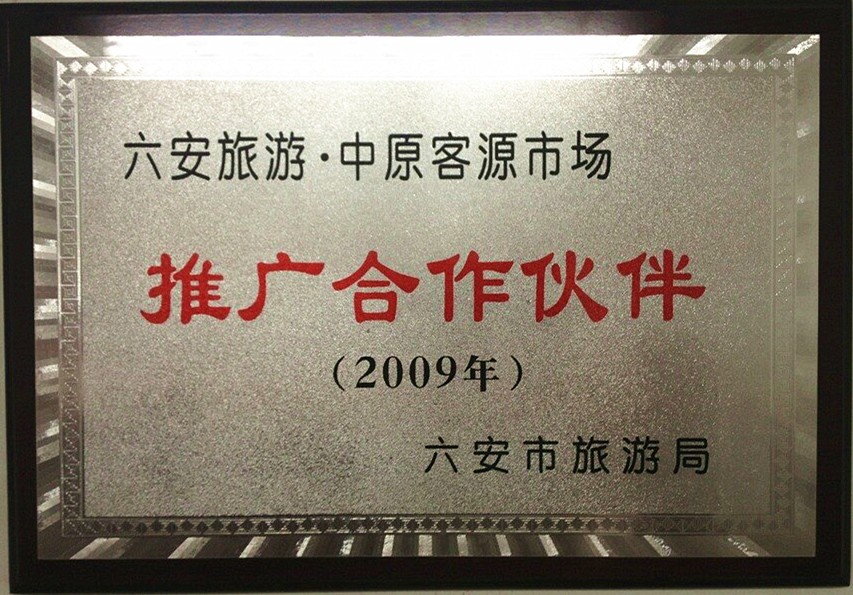 六安旅游·中原客源市场
推广合作伙伴
（2009年）
六安市旅游局